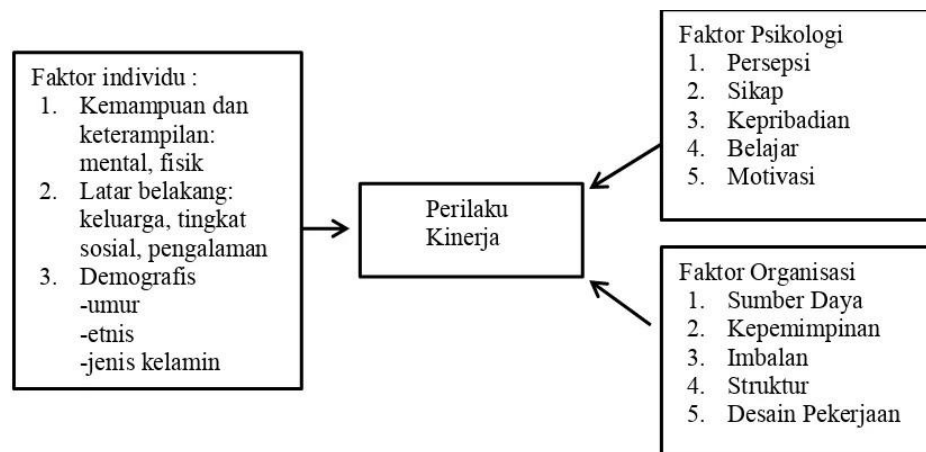 Faktor individu :
1. Kemampuan dan
keterampilan:
mental, fisik
2. Latar belakang:
keluarga, tingkat
sosial, pengalaman
3. Demografis
-umur
-etnis
-jenis kelamin
Perilaku
Kinerja
Faktor Psikologi
1. Persepsi
2. Sikap
3. Kepribadian
4. Belajar
5. Motivasi
Faktor Organisasi
1. Sumber Daya
2. Kepemimpinan
3. Imbalan
4. Struktur
5. Desain Pekerjaan